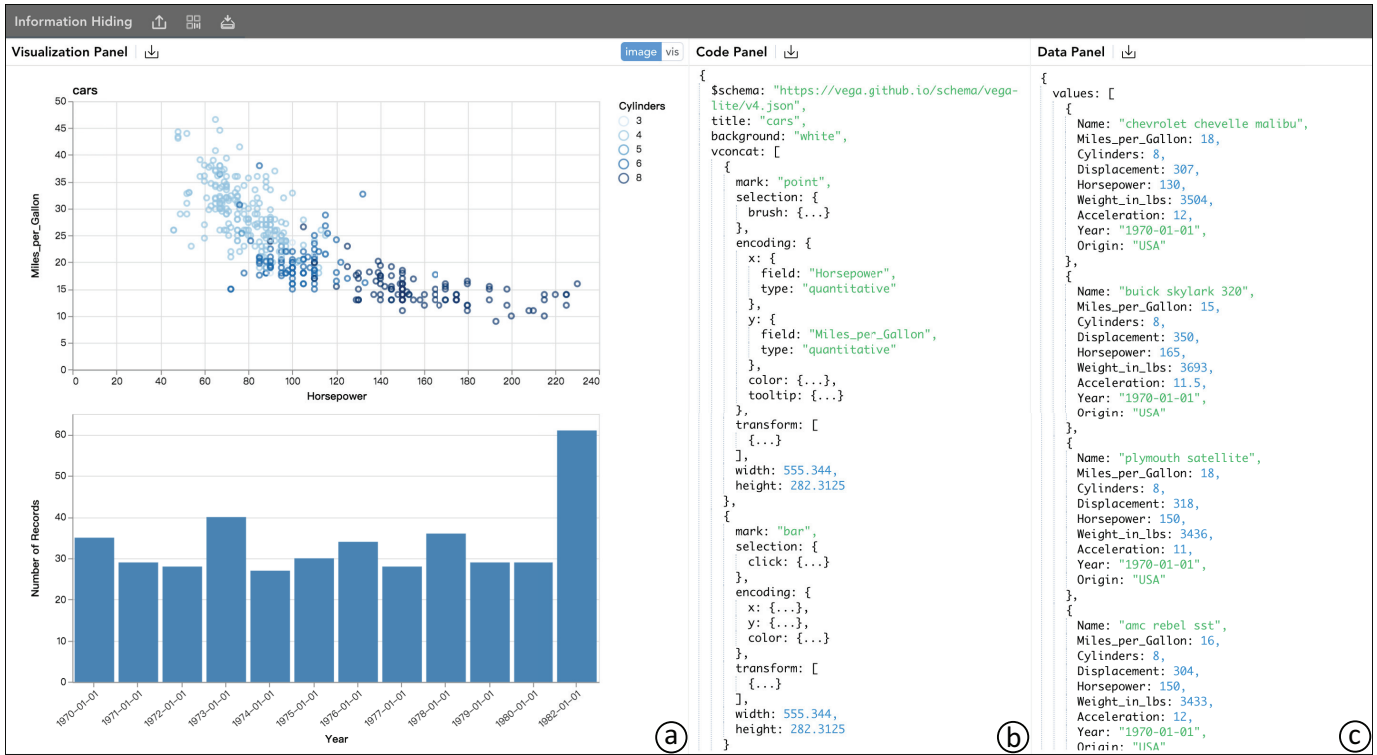 Information Hiding
Visualization Panel
image vis
cars
50
45
40
35
30
25
20
15
10
5
0
Miles_per_Gallon
0 20 40 60 80 100 120 140 160 180 200 220 240
Horsepower
Cylinders
3
4
5
6
8
60
50
40
30
20
10
0
Number of Records
1970-01-01 1971-01-01 1972-01-01 1973-01-01 1974-01-01 1975-01-01 1976-01-01 1977-01-01 1978-01-01 1979-01-01 1980-01-01 1982-01-01
Year
a
Code Panel
{
$schema: "https://vega.github.io/schema/vega-
lite/v4.json",
title: "cars",
background: "white",
vconcat: [
{
mark: "point",
selection: {
brush: {...}
},
encoding: {
x: {
field: "Horsepower",
type: "quantitative"
},
y: {
field: "Miles_per_Gallon",
type: "quantitative"
},
color: {...},
tooltip: {...}
},
transform: [
{...}
],
width: 555.344,
height: 282.3125
},
{
mark: "bar",
selection: {
click: {...}
},
encoding: {
x: {...},
y: {...},
color: {...}
},
transform: [
{...}
],
width: 555.344,
height: 282.3125
}
b
Data Panel
{
values: [
{
Name: "chevrolet chevelle malibu",
Miles_per_Gallon: 18,
Cylinders: 8,
Displacement: 307,
Horsepower: 130,
Weight_in_lbs: 3504,
Acceleration: 12,
Year: "1970-01-01",
Origin: "USA"
},
{
Name: "buick skylark 320",
Miles_per_Gallon: 15,
Cylinders: 8,
Displacement: 350,
Horsepower: 165,
Weight_in_lbs: 3693,
Acceleration: 11.5,
Year: "1970-01-01",
Origin: "USA"
},
{
Name: "plymouth satellite",
Miles_per_Gallon: 18,
Cylinders: 8,
Displacement: 318,
Horsepower: 150,
Weight_in_lbs: 3436,
Acceleration: 11,
Year: "1970-01-01",
Origin: "USA"
},
{
Name: "amc rebel sst",
Miles_per_Gallon: 16,
Cylinders: 8,
Displacement: 304,
Horsepower: 150,
Weight_in_lbs: 3433,
Acceleration: 12,
Year: "1970-01-01",
Origin: "USA"
c